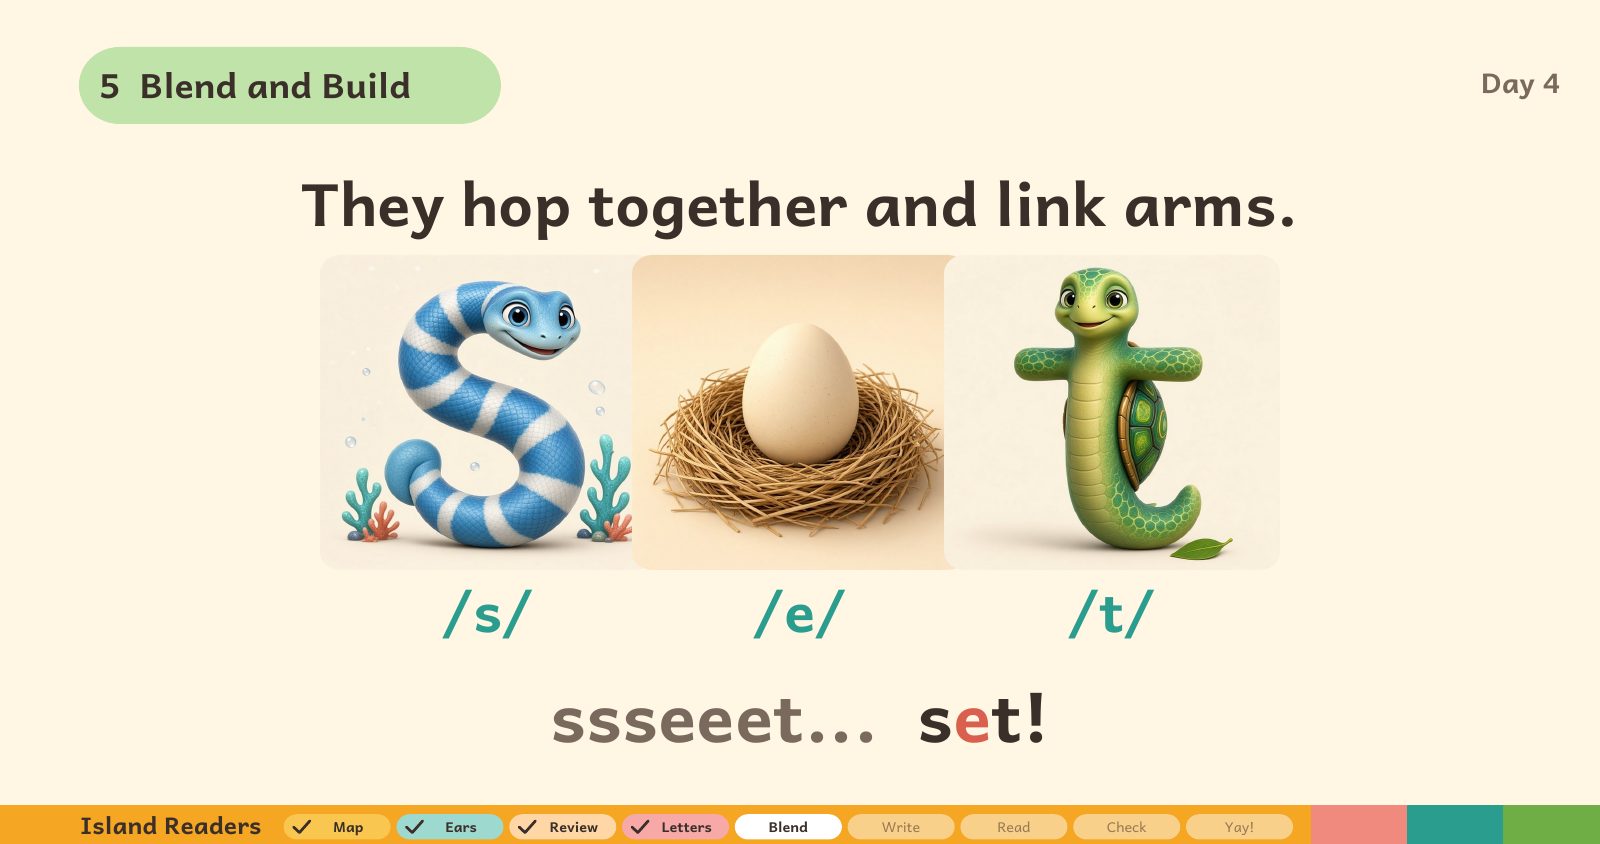 5 Blend and Build
Day 4
They hop together and link arms.
/s/ /e/ /t/
ssseeet... set!
Island Readers Map Ears Review Letters Blend Write Read Check Yay!